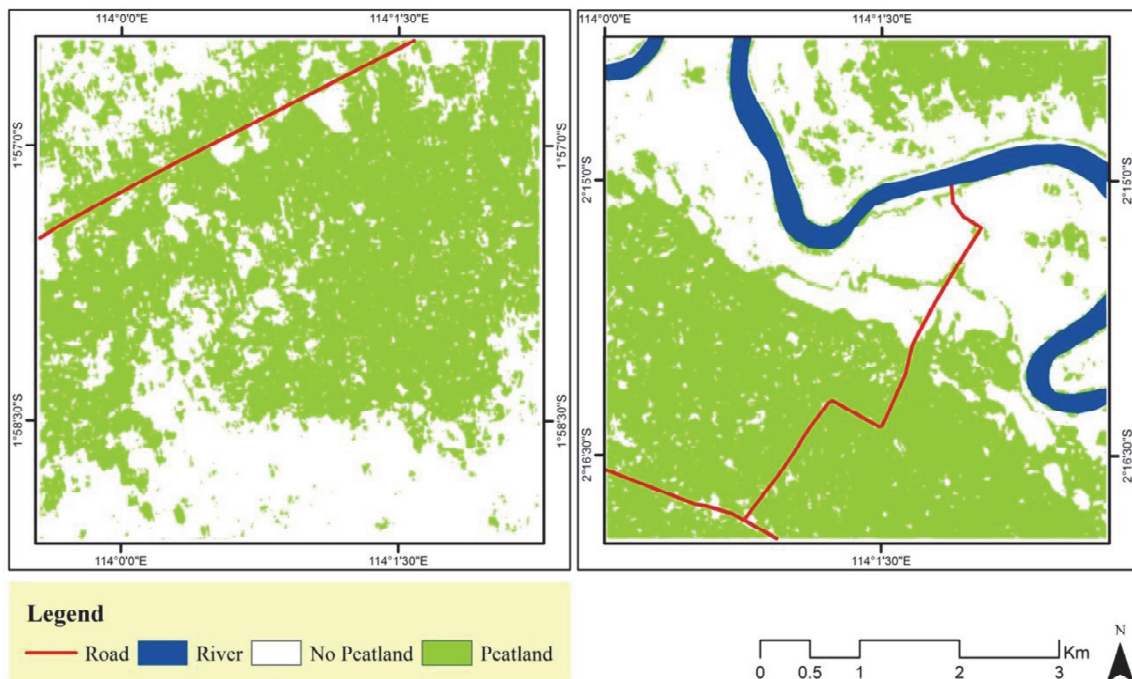 114°0'0"E 114°1'30"E 114°0'0"E 114°1'30"E
1°57'0"S 1°57'0"S 2°15'0"S 2°15'0"S
1°58'30"S 1°58'30"S 2°16'30"S 2°16'30"S
114°0'0"E 114°1'30"E 114°1'30"E
Legend
Road River No Peatland Peatland
0 0.5 1 2 3 Km
N